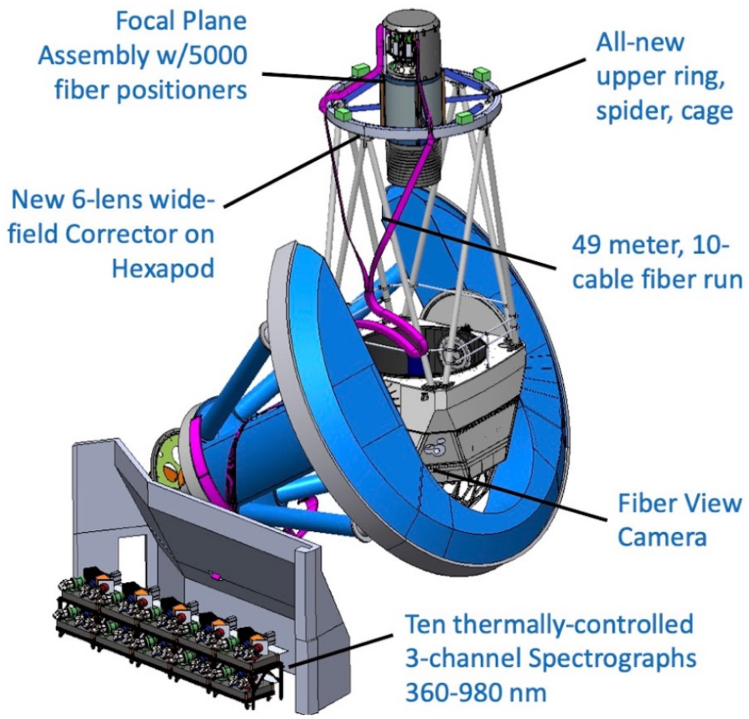 Focal Plane
Assembly w/5000
fiber positioners
All-new
upper ring,
spider, cage
New 6-lens wide-
field Corrector on
Hexapod
49 meter, 10-
cable fiber run
Fiber View
Camera
Ten thermally-controlled
3-channel Spectrographs
360-980 nm